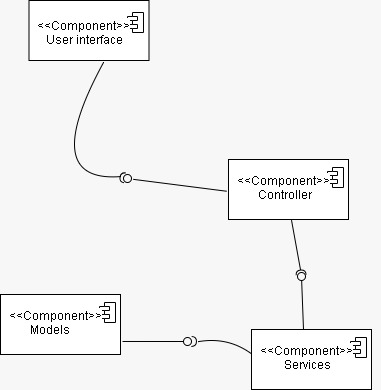 <<Component>>
User interface
<<Component>>
Controller
<<Component>>
Models
<<Component>>
Services